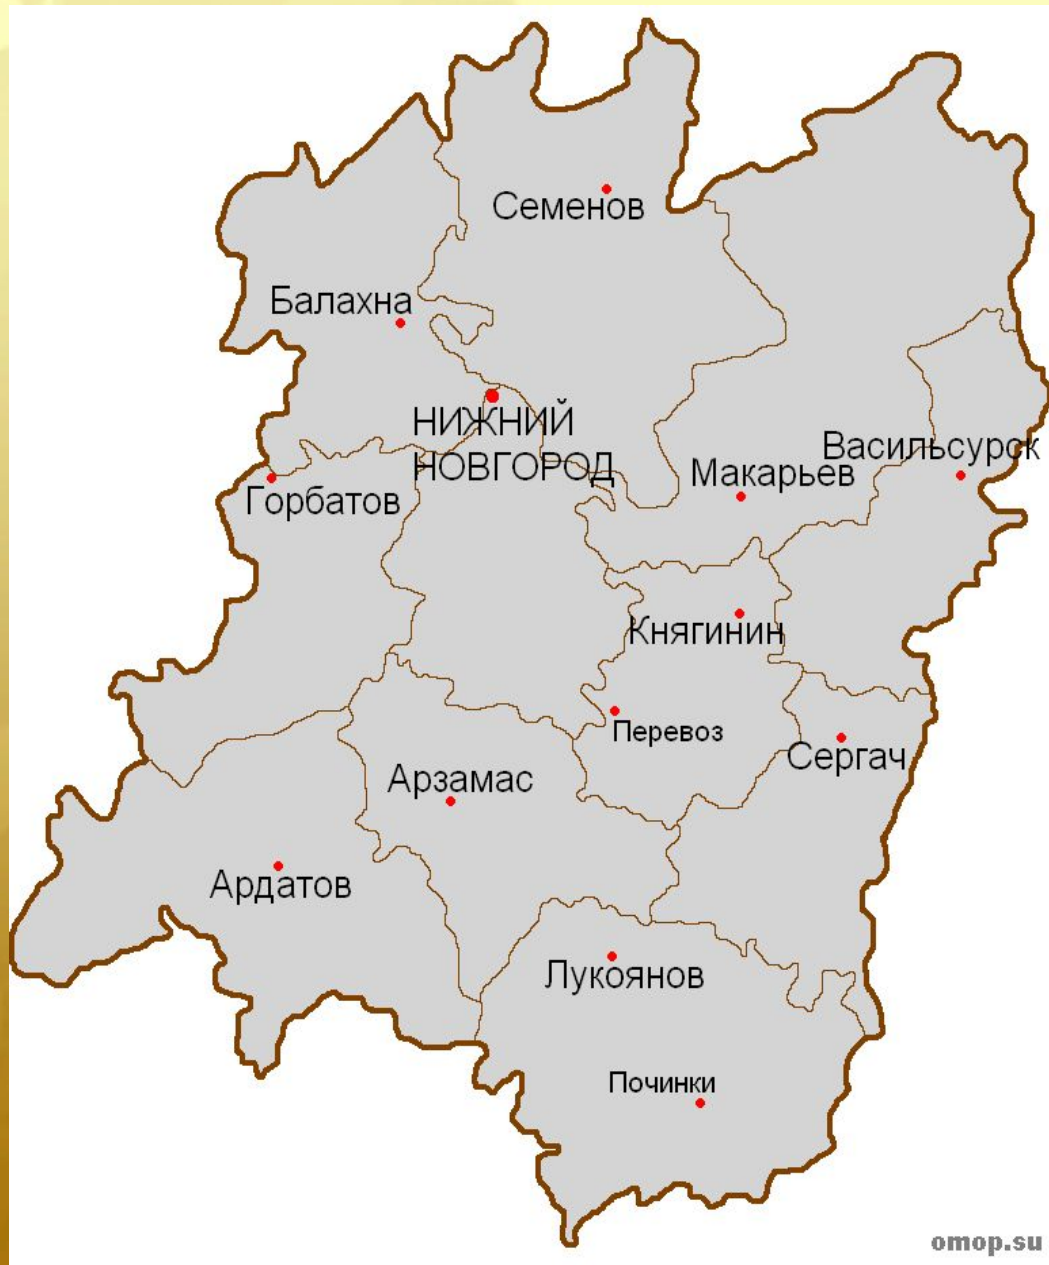 Семенов
Балахна
НИЖНИЙ
НОВГОРОД
Васильсурск
Макарьев
Горбатов
Княгинин
Перевоз
Сергач
Арзамас
Ардатов
Лукоянов
Починки
omop.su